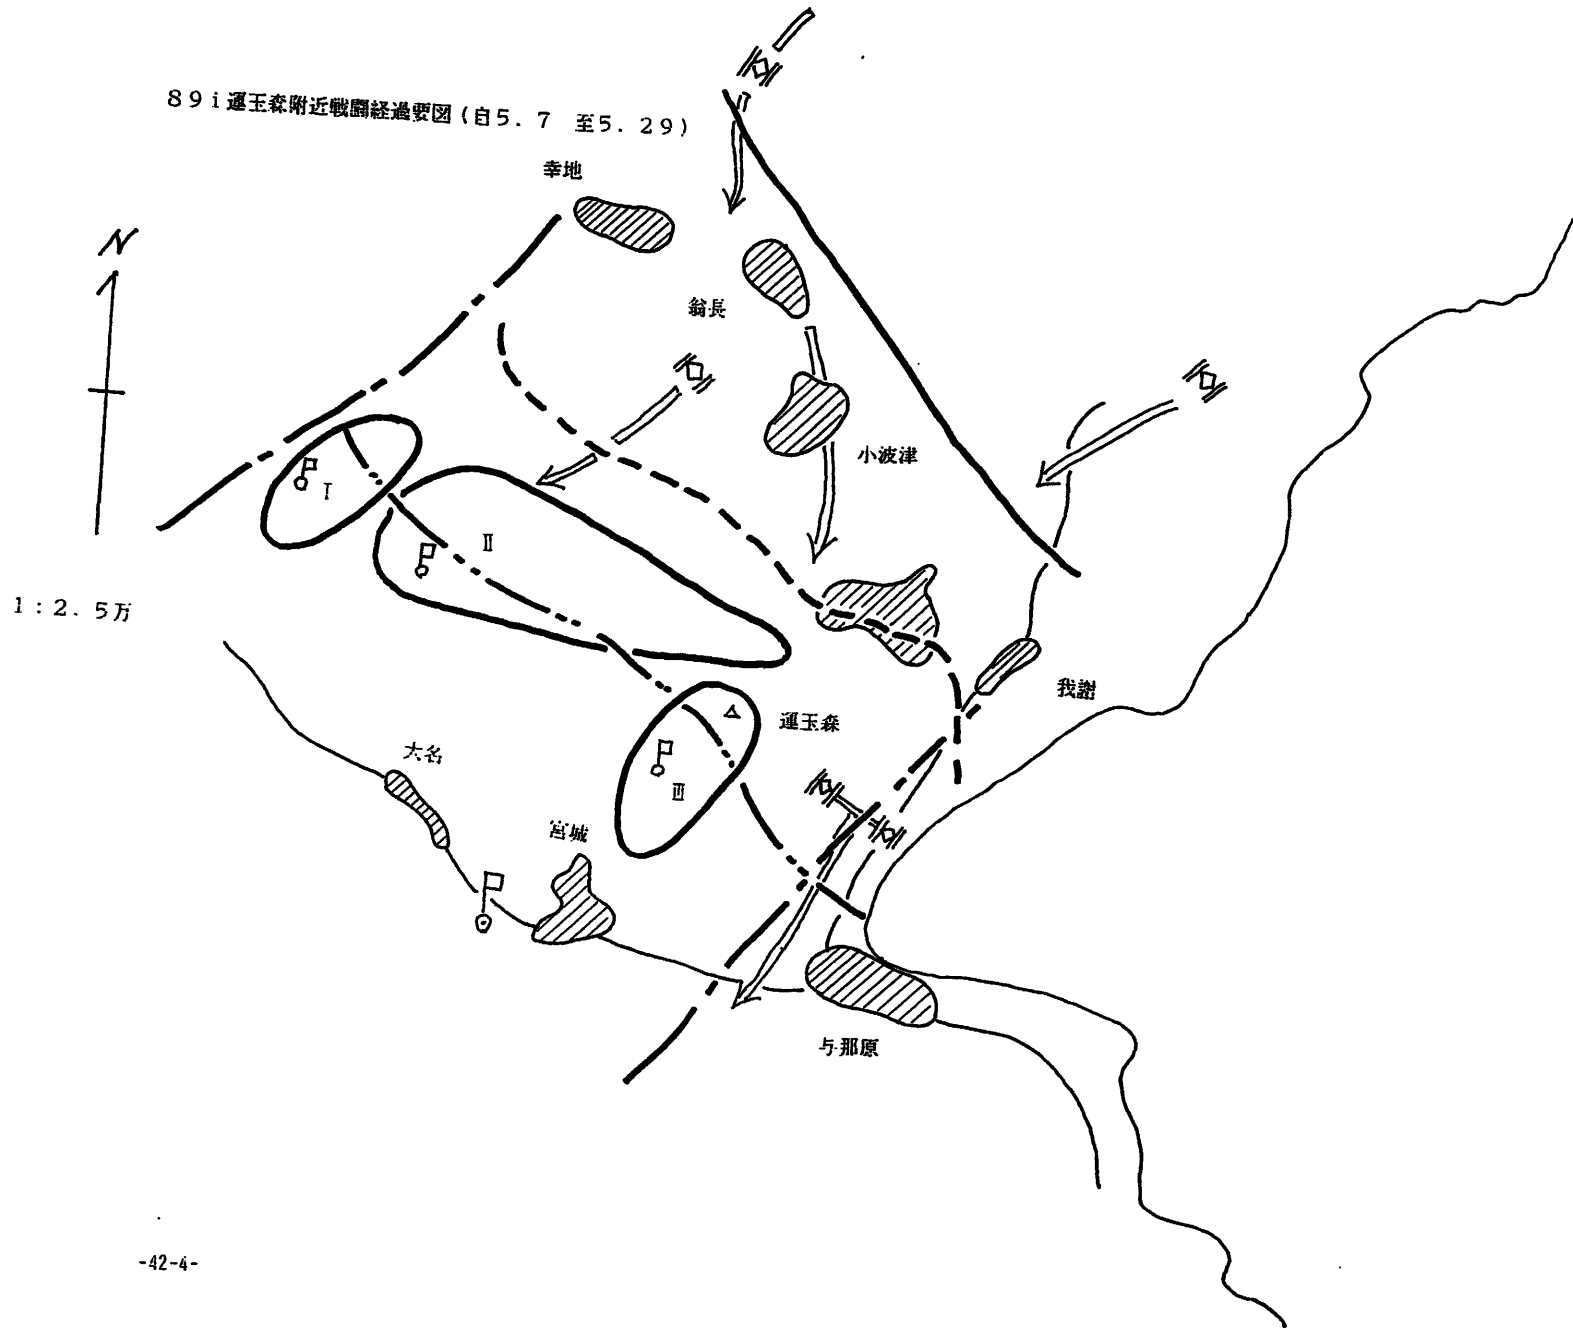 89i運玉森附近戦闘経過要図(自5.7 至5.29)
幸地
N
翁長
小波津
I
II
1:2.5万
我謝
運玉森
大名
III
宮城
与那原
-42-4-